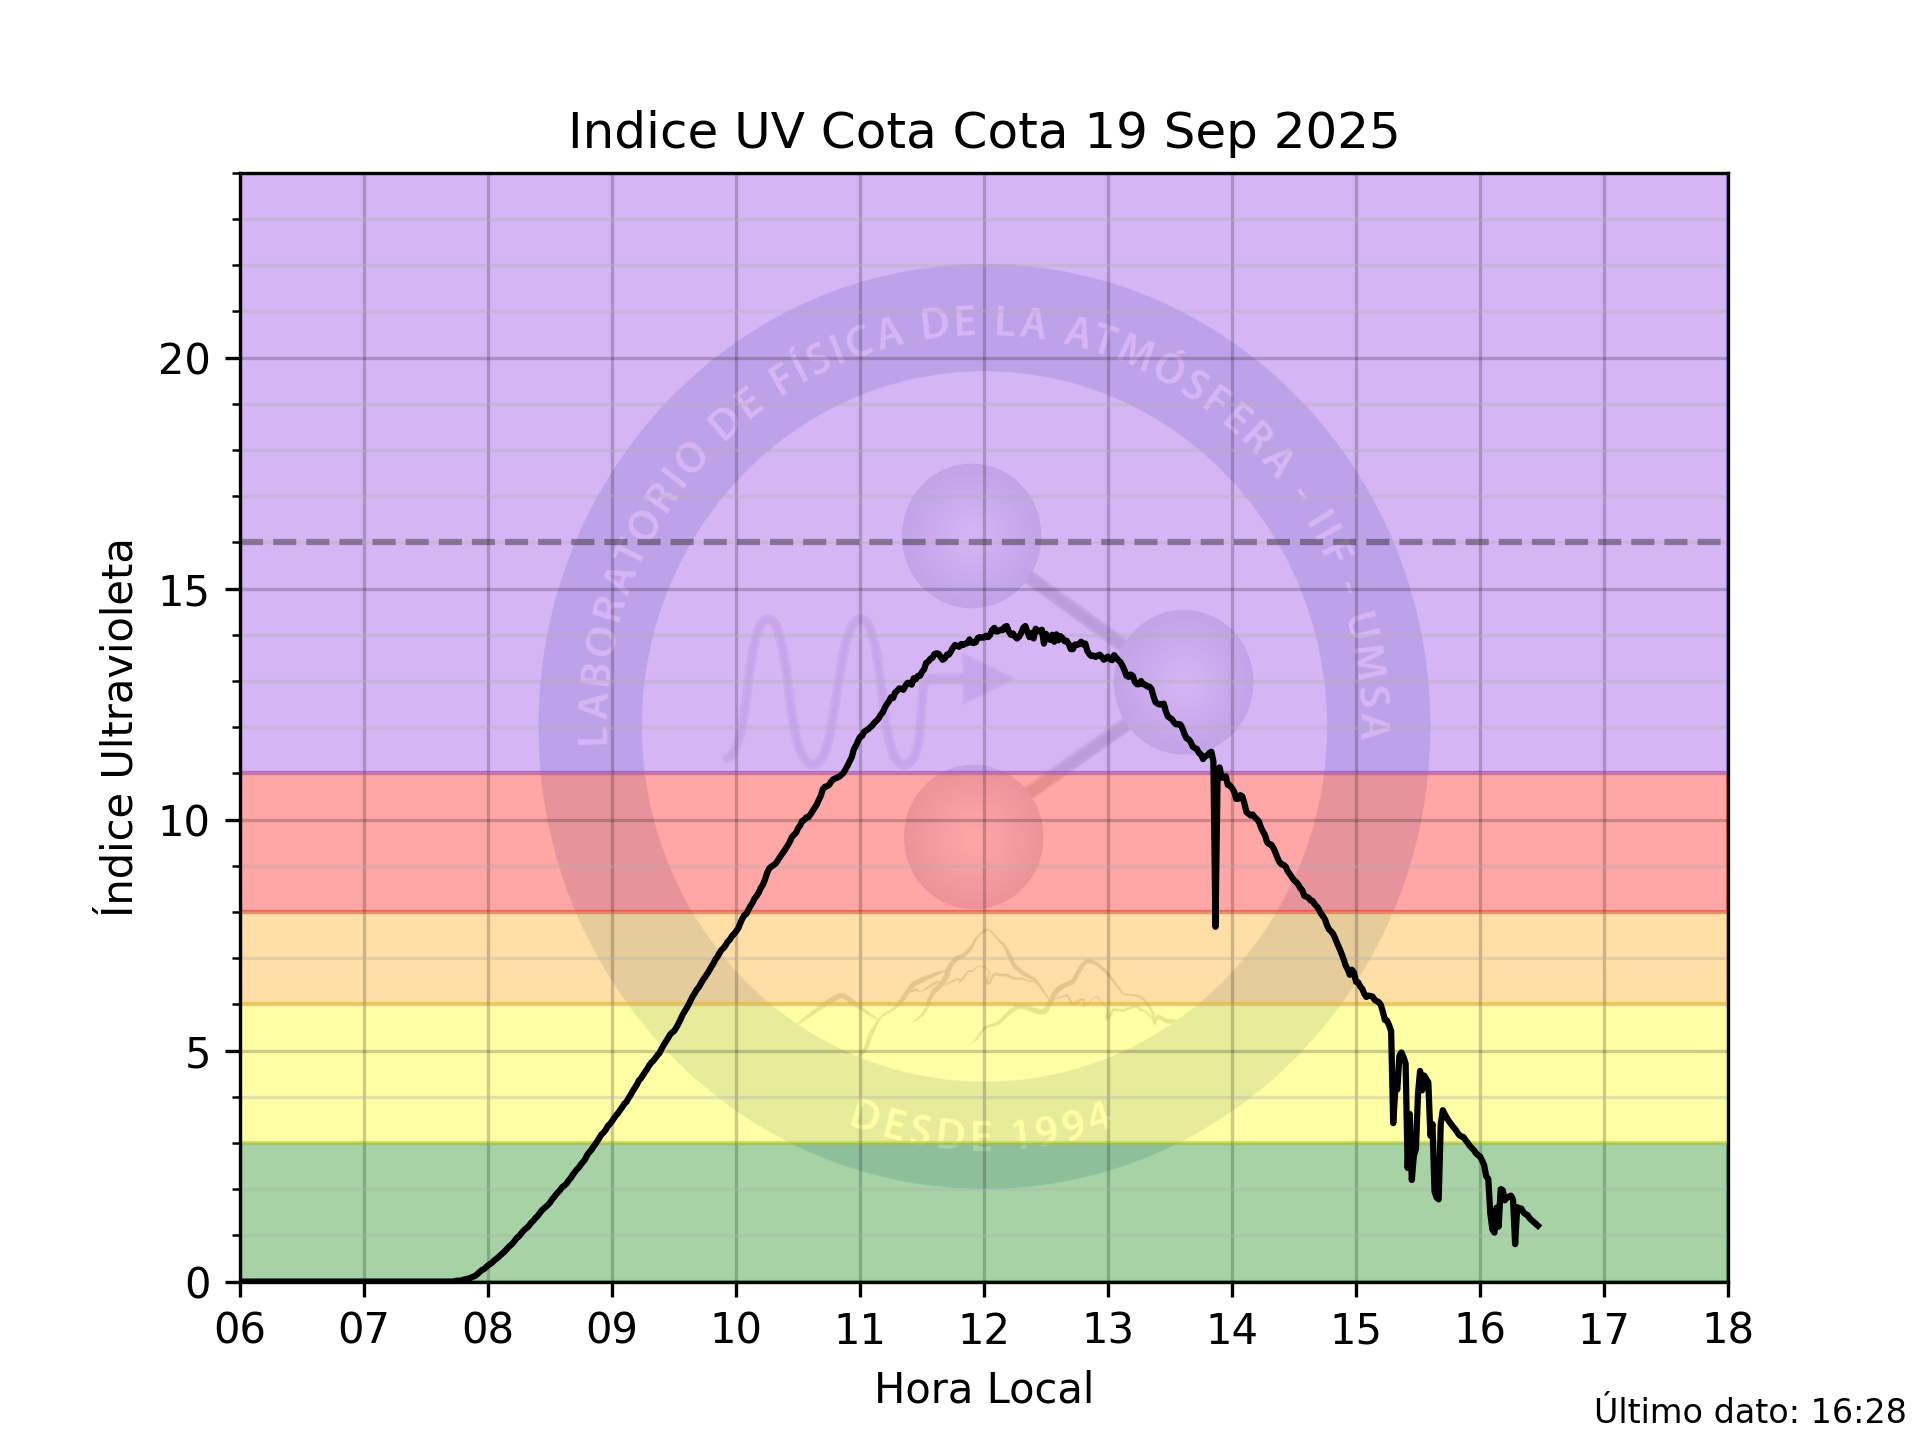 Indice UV Cota Cota 19 Sep 2025
Índice Ultravioleta
20
15
10
5
0
LABORATORIO DE FÍSICA DE LA ATMÓSFERA - IIF - UMSA
DESDE 1994
06 07 08 09 10 11 12 13 14 15 16 17 18
Hora Local
Último dato: 16:28